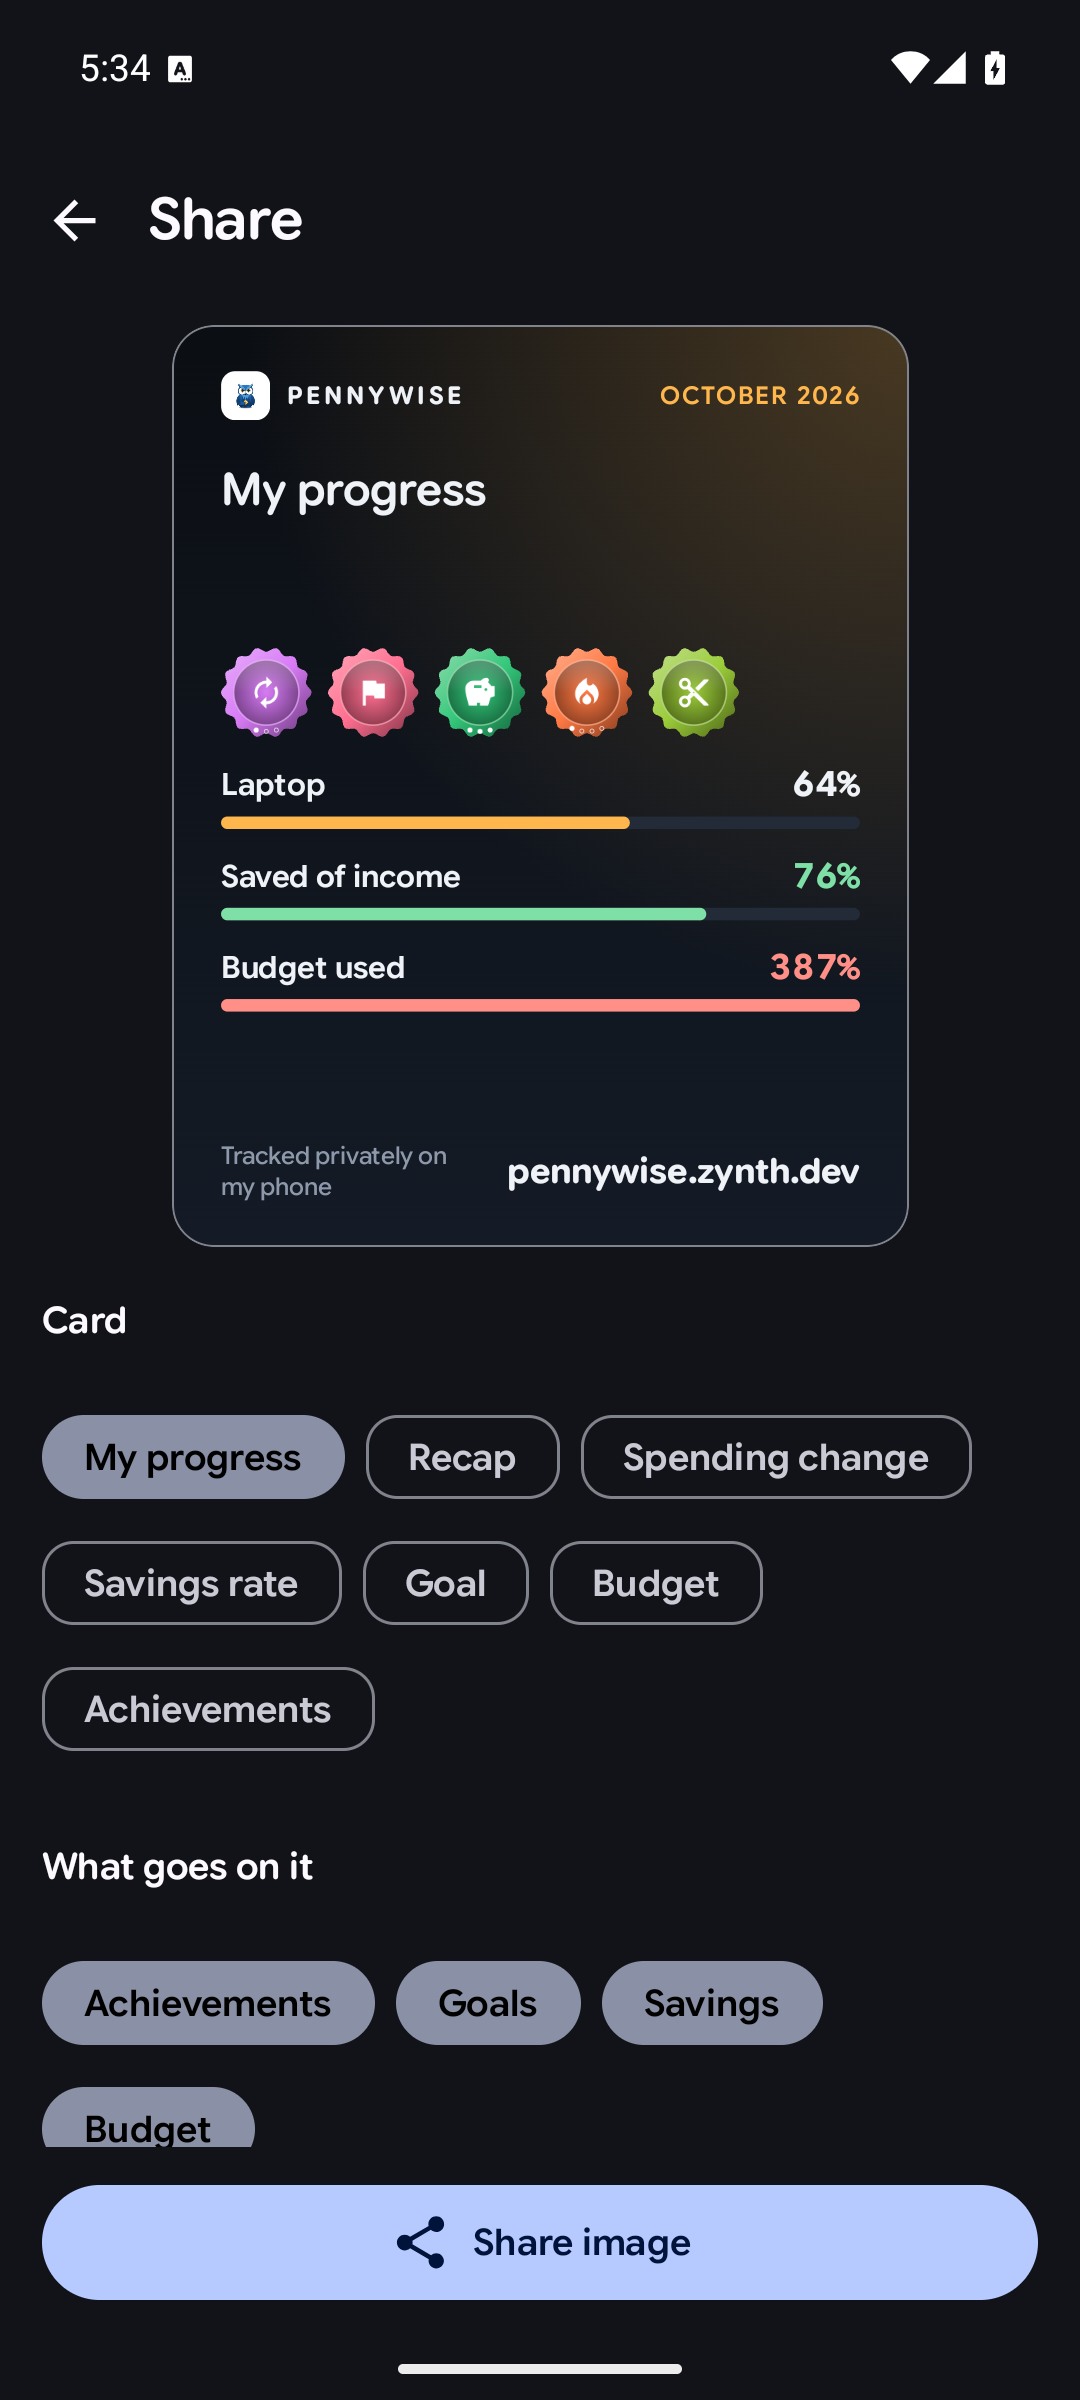 5:34
Share
PENNYWISE
OCTOBER 2026
My progress
Laptop
64%
Saved of income
76%
Budget used
387%
Tracked privately on
my phone
pennywise.zynth.dev
Card
My progress
Recap
Spending change
Savings rate
Goal
Budget
Achievements
What goes on it
Achievements
Goals
Savings
Budget
Share image